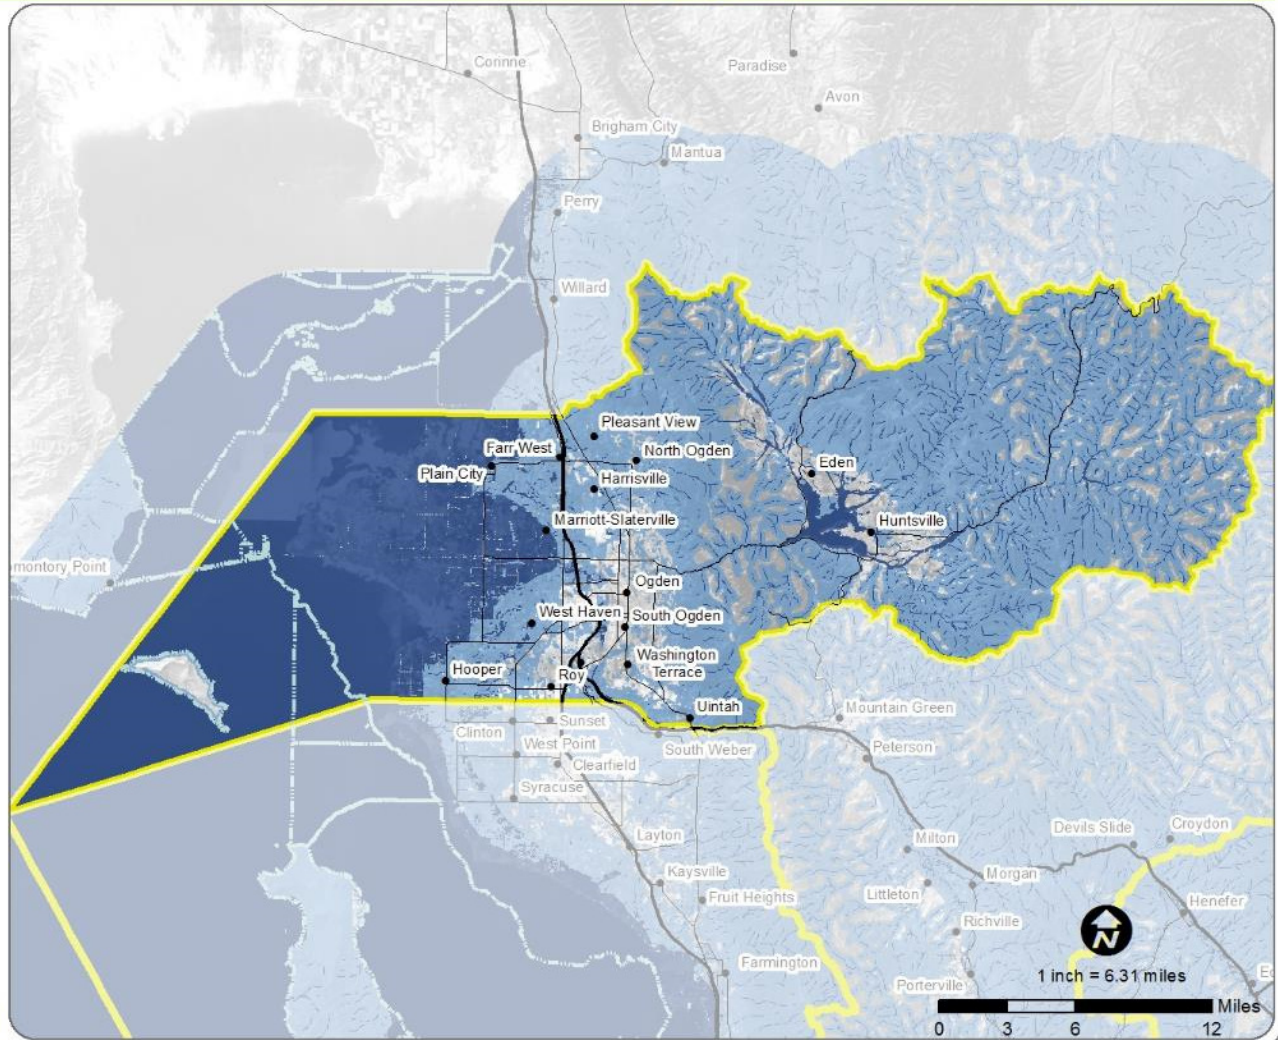 Corinne
Paradise
Avon
Brigham City
Mantua
Perry
Willard
Pleasant View
Farr West
North Ogden
Plain City
Eden
Harrisville
Marriott-Slaterville
Huntsville
omontory Point
Ogden
West Haven
South Ogden
Hooper
Roy
Washington
Terrace
Uintah
Mountain Green
Sunset
Clinton
West Point
South Weber
Peterson
Clearfield
Syracuse
Layton
Milton
Devils Slide
Croydon
Kaysville
Morgan
Fruit Heights
Littleton
Henefer
Richville
N
Farmington
Porterville
1 inch = 6.31 miles
Miles
0 3 6 12